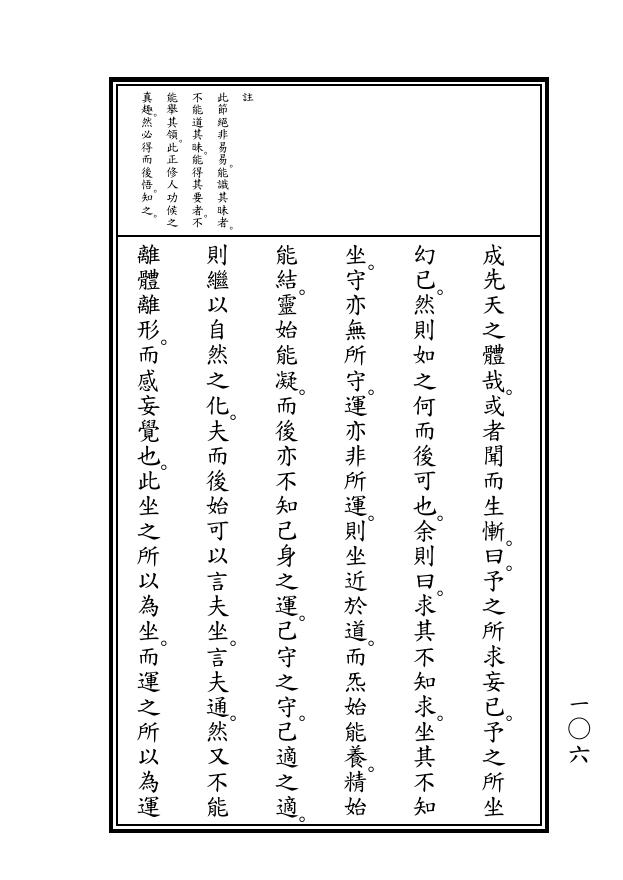 註
此節絕非易易。能識其昧者。
不能道其昧。能得其要者。不
能舉其領。此正修人功候之
真趣。然必得而後悟。知之。
成先天之體哉。或者聞而生慚。曰。予之所求妄已。予之所坐
幻已。然則如之何而後可也。余則曰。求其不知求。坐其不知
坐。守亦無所守。運亦非所運。則坐近於道。而炁始能養。精始
能結。靈始能凝。而後亦不知己身之運。己守之守。己適之適。
則繼以自然之化。夫而後始可以言夫坐。言夫通。然又不能
離體離形。而感妄覺也。此坐之所以為坐。而運之所以為運
一〇六